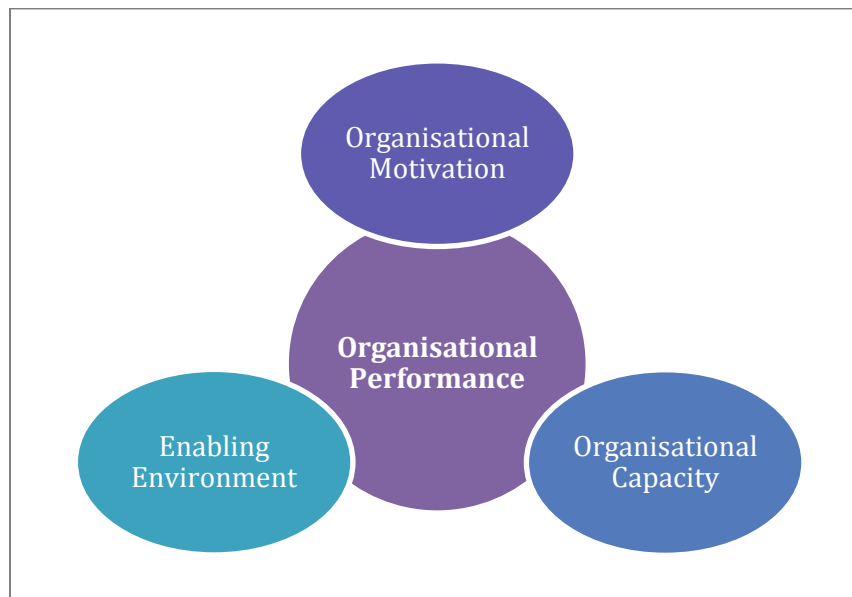 Organisational
Motivation
Organisational
Performance
Enabling
Environment
Organisational
Capacity